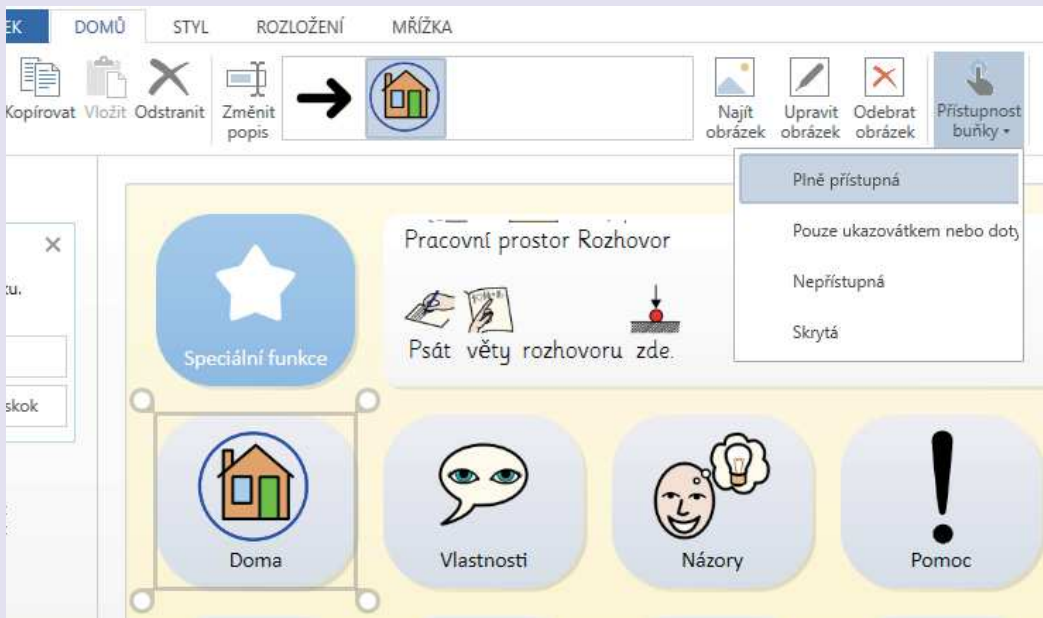 EK DOMŮ STYL ROZLOŽENÍ MŘÍŽKA
Kopírovat Vložit Odstranit
Změnit
popis
Najít
obrázek
Upravit
obrázek
Odebrat
obrázek
Přístupnost
buňky
Plně přístupná
Pouze ukazovátkem nebo doty
Nepřístupná
Skrytá
ku.
skok
Speciální funkce
Pracovní prostor Rozhovor
Psát věty rozhovoru zde.
Doma
Vlastnosti
Názory
Pomoc